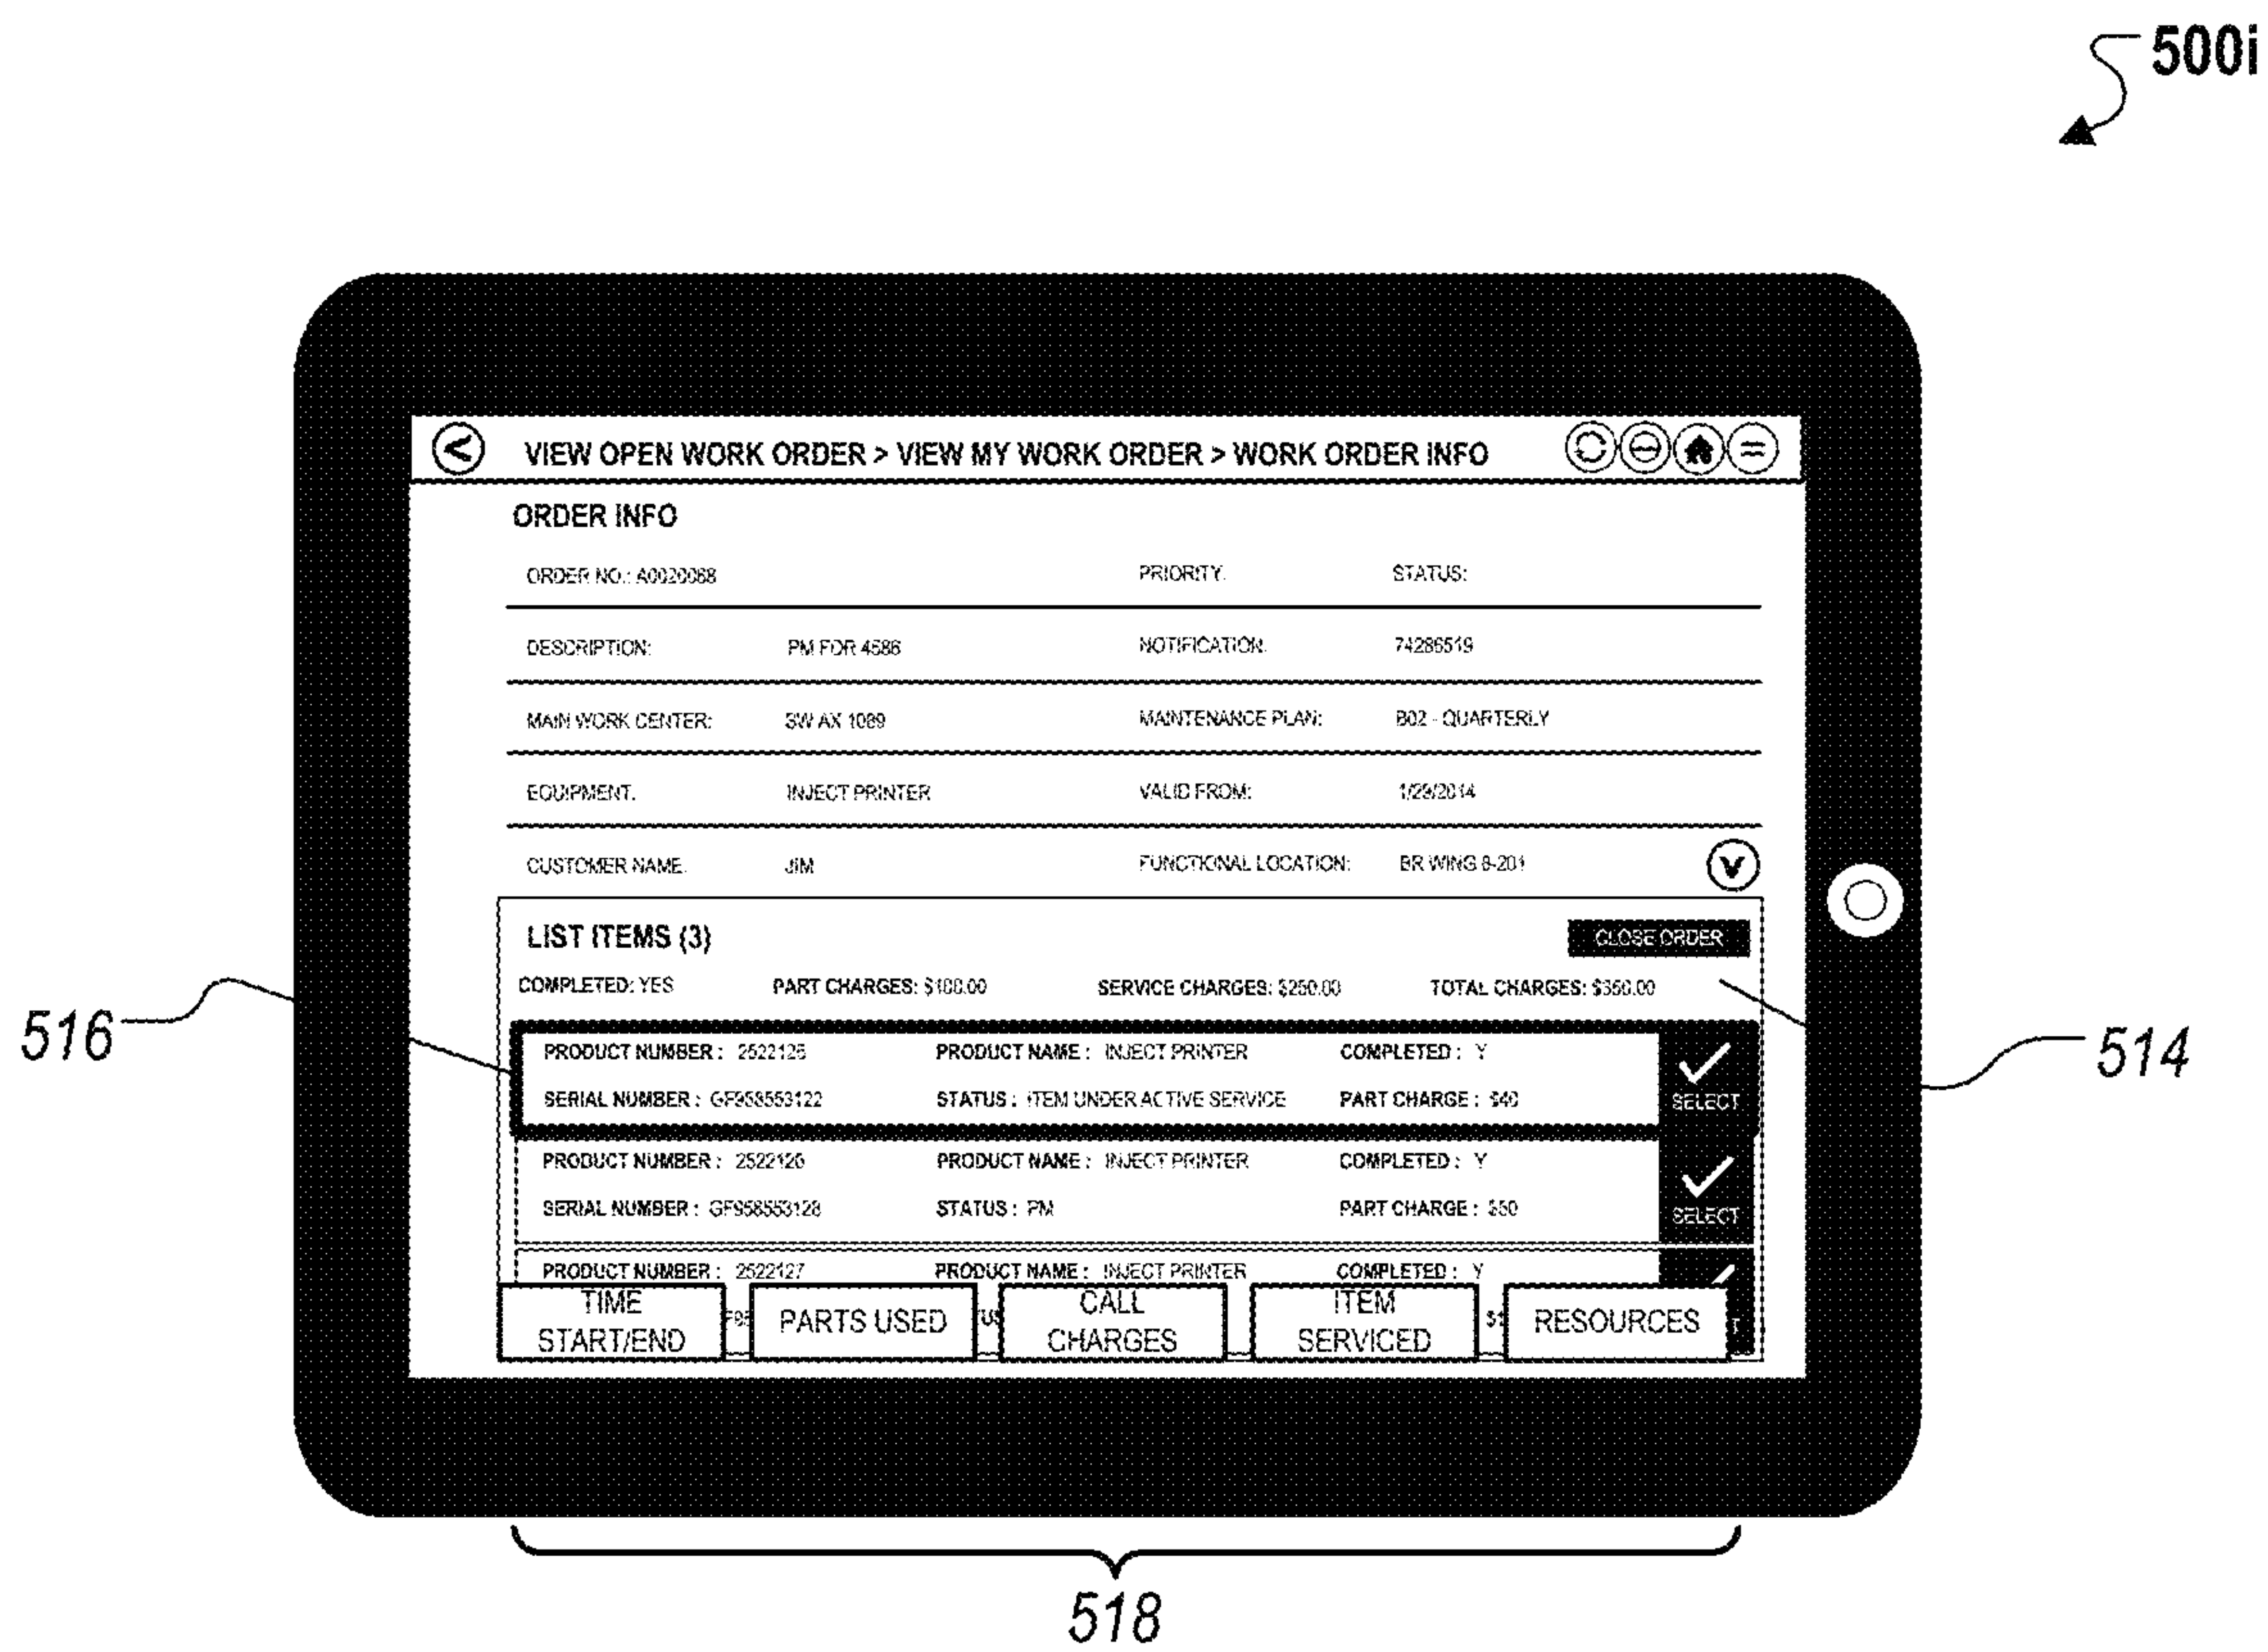 500i
VIEW OPEN WORK ORDER > VIEW MY WORK ORDER > WORK ORDER INFO
ORDER INFO
ORDER NO.: A0020068 PRIORITY: STATUS:
DESCRIPTION: PM FOR 4586 NOTIFICATION: 74286519
MAIN WORK CENTER: SW AX 1089 MAINTENANCE PLAN: B02 - QUARTERLY
EQUIPMENT: INJECT PRINTER VALID FROM: 1/29/2014
CUSTOMER NAME: JIM FUNCTIONAL LOCATION: BR WING 8-201
LIST ITEMS (3) CLOSE ORDER
COMPLETED: YES PART CHARGES: $100.00 SERVICE CHARGES: $250.00 TOTAL CHARGES: $350.00
PRODUCT NUMBER : 2522125 PRODUCT NAME : INJECT PRINTER COMPLETED : Y
SERIAL NUMBER : GF958553122 STATUS : ITEM UNDER ACTIVE SERVICE PART CHARGE : $40 SELECT
PRODUCT NUMBER : 2522126 PRODUCT NAME : INJECT PRINTER COMPLETED : Y
SERIAL NUMBER : GF958553128 STATUS : PM PART CHARGE : $50 SELECT
PRODUCT NUMBER : 2522127 PRODUCT NAME : INJECT PRINTER COMPLETED : Y
TIME START/END PARTS USED CALL CHARGES ITEM SERVICED RESOURCES
516
514
518